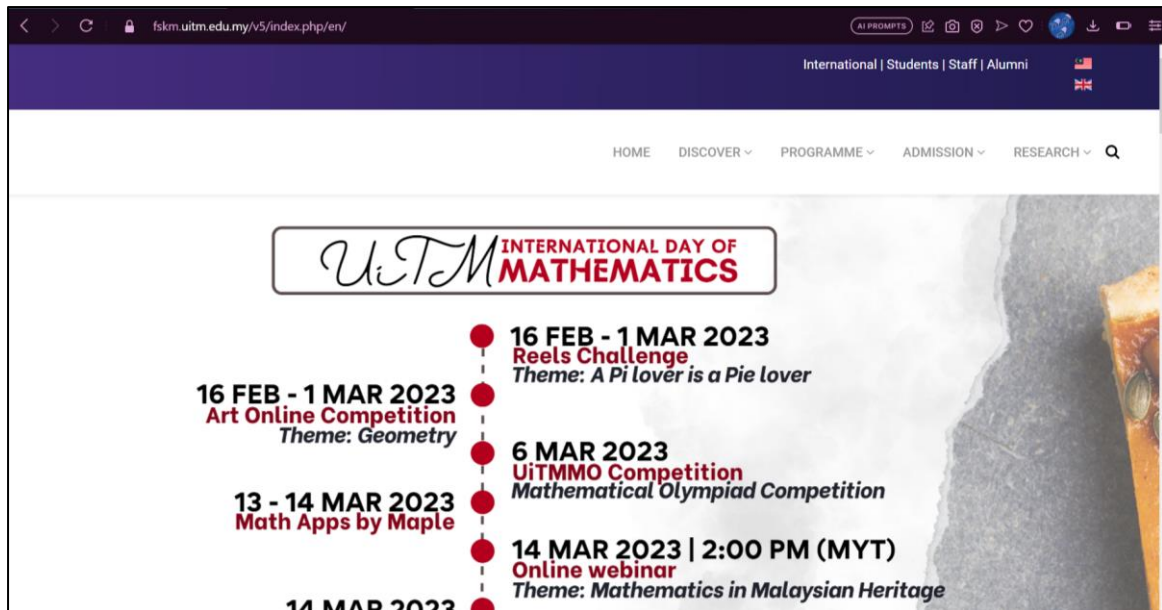 fskm.uitm.edu.my/v5/index.php/en/
AI PROMPTS
International | Students | Staff | Alumni
HOME DISCOVER PROGRAMME ADMISSION RESEARCH
UiTM INTERNATIONAL DAY OF
MATHEMATICS
16 FEB - 1 MAR 2023
Reels Challenge
Theme: A Pi lover is a Pie lover
16 FEB - 1 MAR 2023
Art Online Competition
Theme: Geometry
6 MAR 2023
UiTMMO Competition
Mathematical Olympiad Competition
13 - 14 MAR 2023
Math Apps by Maple
14 MAR 2023 | 2:00 PM (MYT)
Online webinar
Theme: Mathematics in Malaysian Heritage
14 MAR 2023